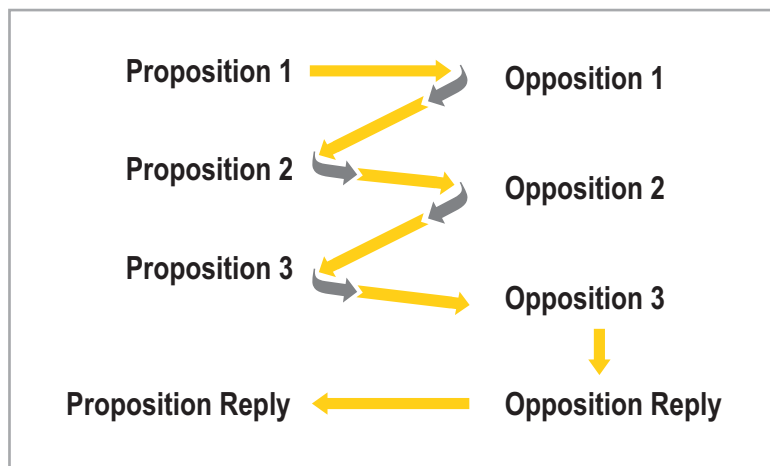 Proposition 1
Opposition 1
Proposition 2
Opposition 2
Proposition 3
Opposition 3
Proposition Reply
Opposition Reply